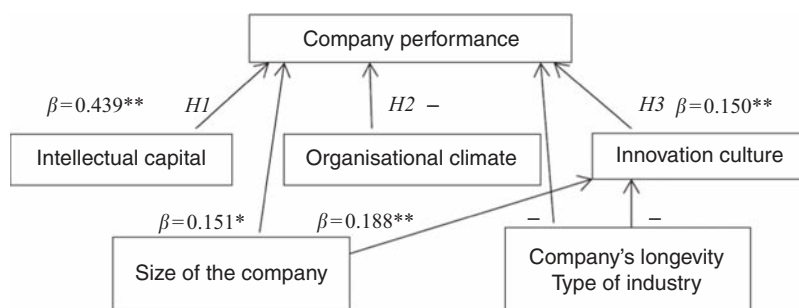 Company performance
β=0.439** H1 H2 – H3 β=0.150**
Intellectual capital Organisational climate Innovation culture
β=0.151* β=0.188** – –
Size of the company
Company’s longevity
Type of industry